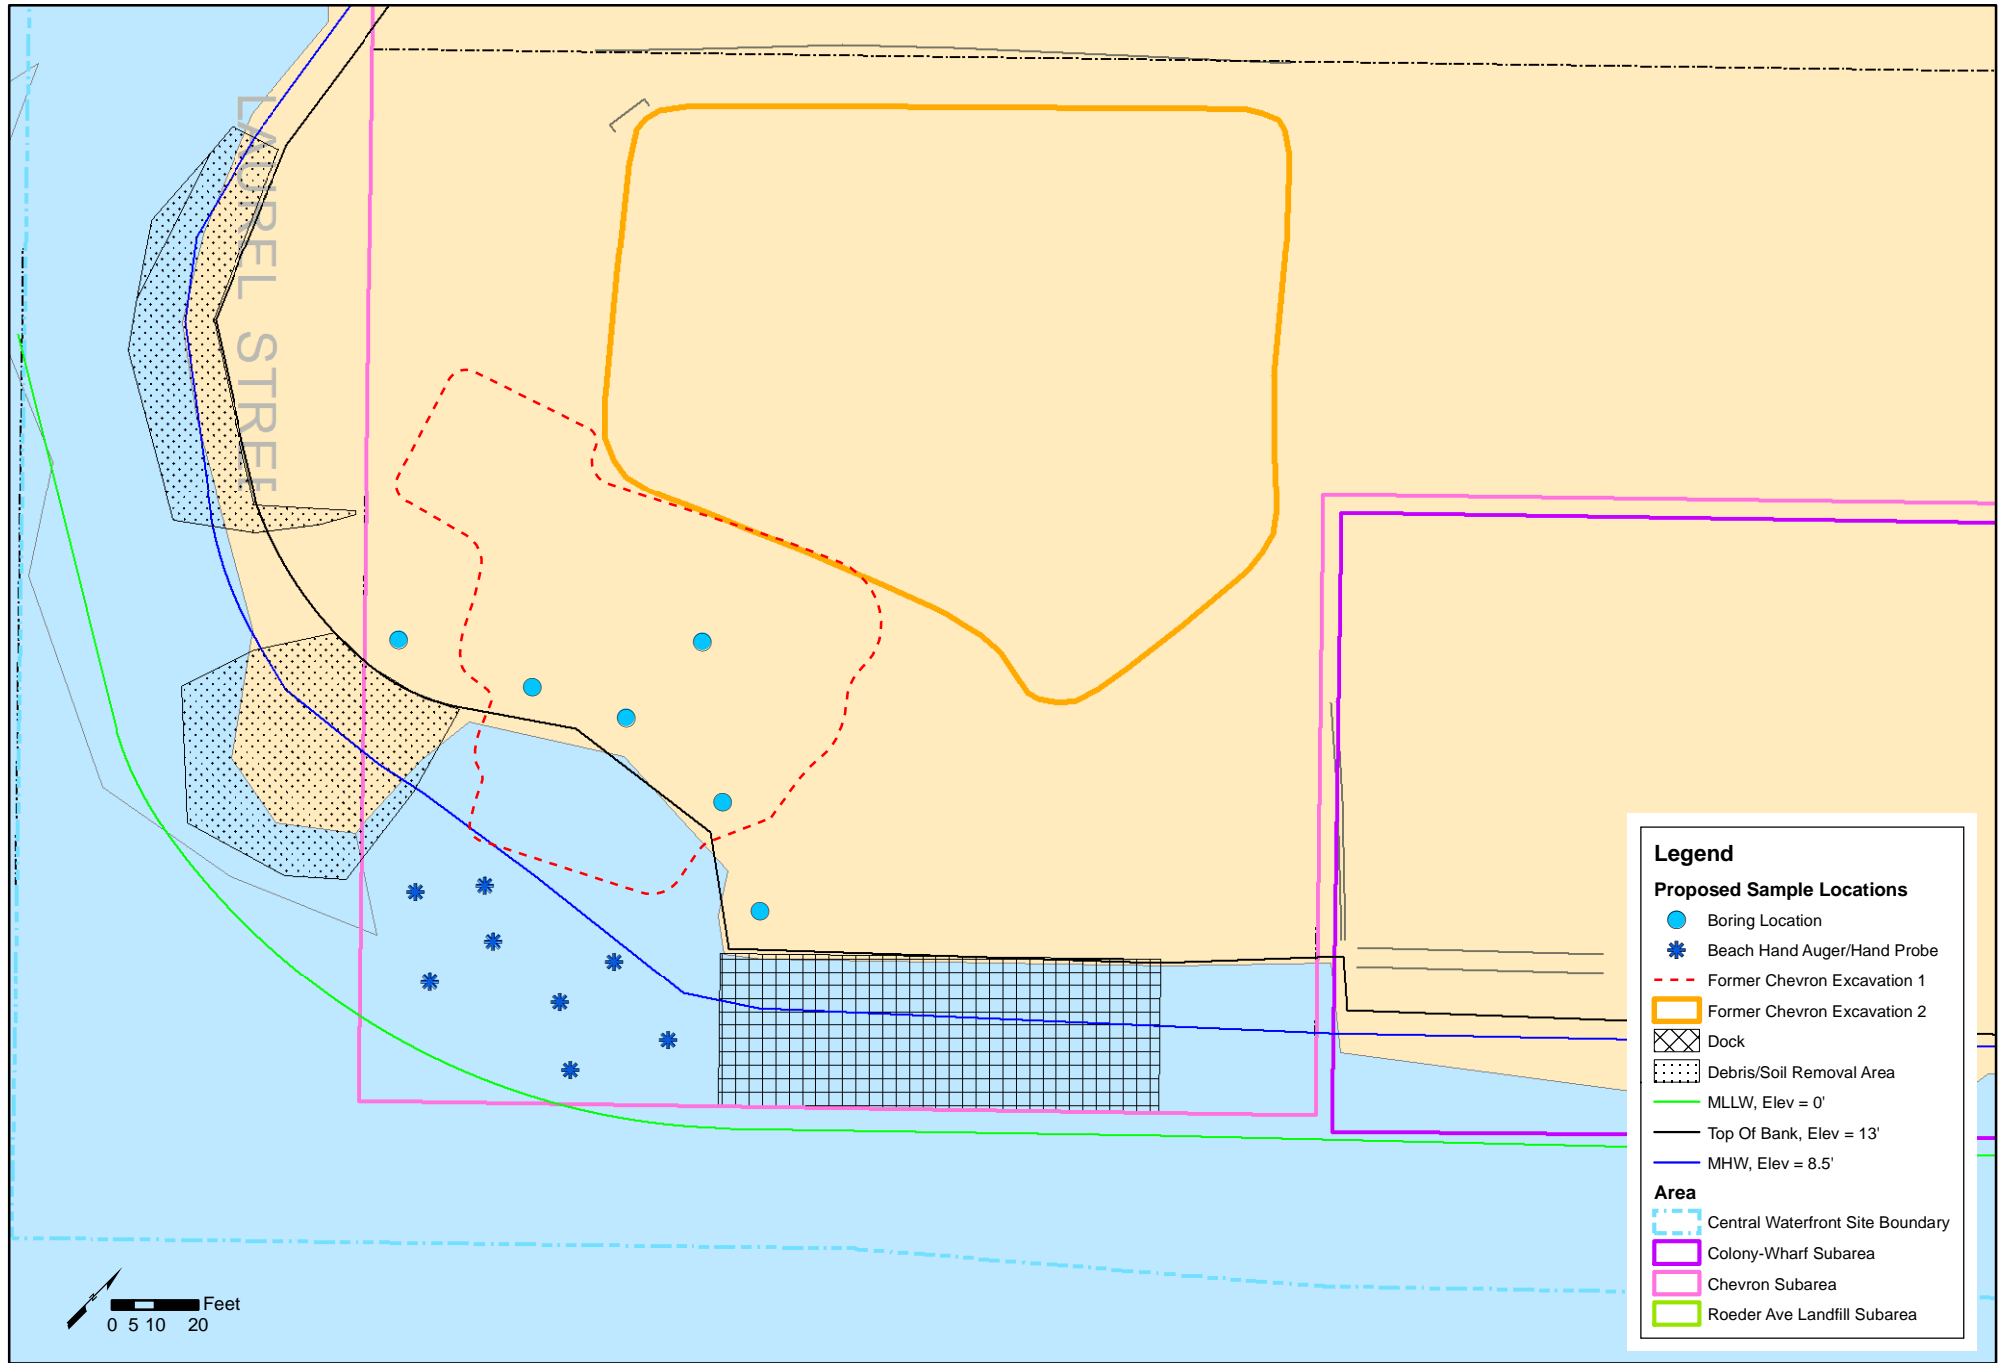 LAUREL STREE
Legend
Proposed Sample Locations
Boring Location
Beach Hand Auger/Hand Probe
Former Chevron Excavation 1
Former Chevron Excavation 2
Dock
Debris/Soil Removal Area
MLLW, Elev = 0'
Top Of Bank, Elev = 13'
MHW, Elev = 8.5'
Area
Central Waterfront Site Boundary
Colony-Wharf Subarea
Chevron Subarea
Roeder Ave Landfill Subarea
Feet
0 5 10 20